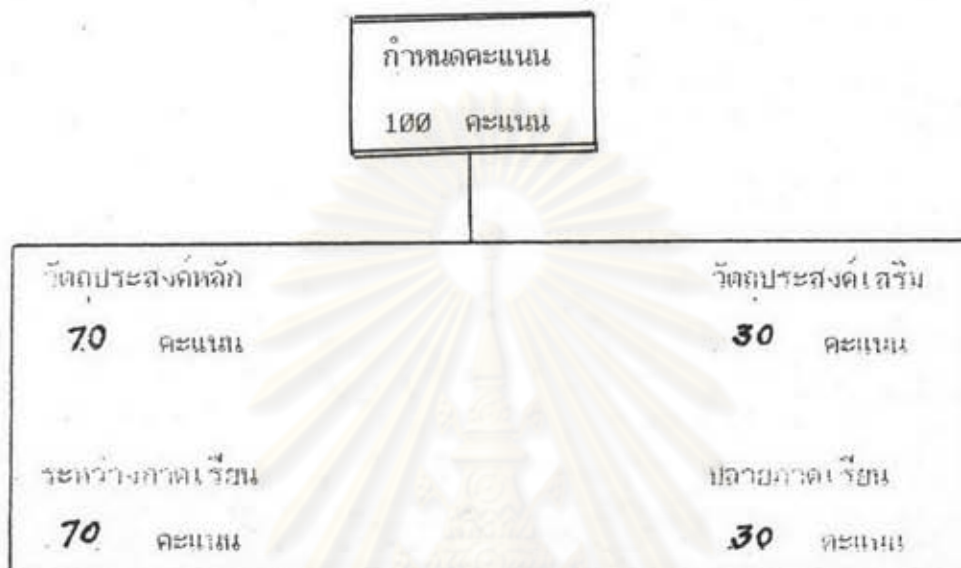 กำหนดคะแนน
100 คะแนน
วัตถุประสงค์หลัก วัตถุประสงค์เสริม
70 คะแนน 30 คะแนน
ระหว่างภาคเรียน ปลายภาคเรียน
70 คะแนน 30 คะแนน